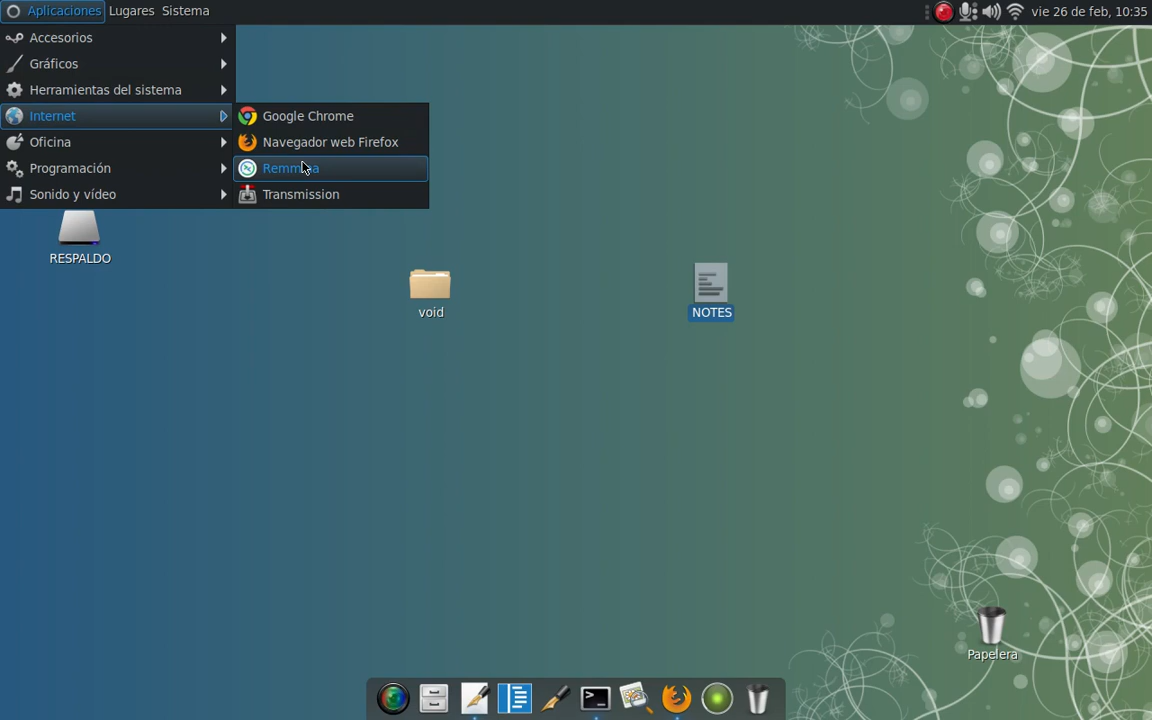 Aplicaciones Lugares Sistema
vie 26 de feb, 10:35
Accesorios
Gráficos
Herramientas del sistema
Internet
Oficina
Programación
Sonido y vídeo
Google Chrome
Navegador web Firefox
Remmina
Transmission
RESPALDO
void
NOTES
Papelera